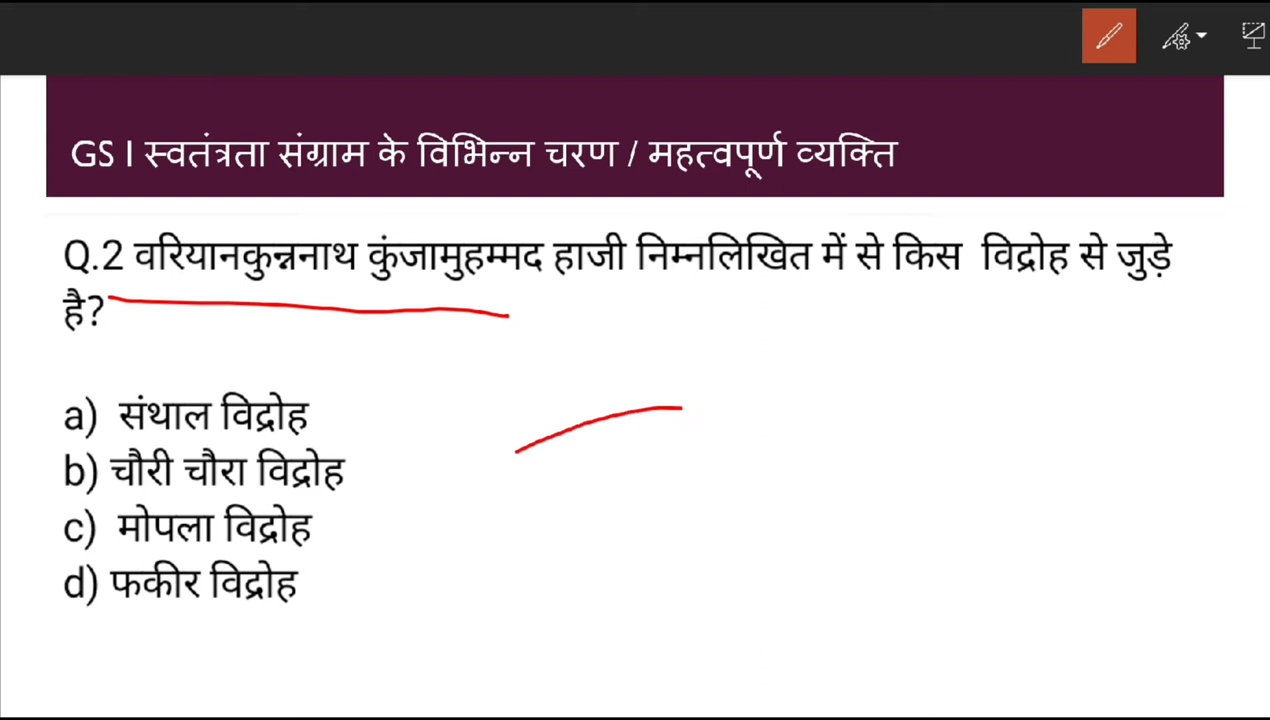 GS I स्वतंत्रता संग्राम के विभिन्न चरण / महत्वपूर्ण व्यक्ति
Q.2 वरियानकुन्ननाथ कुंजामुहम्मद हाजी निम्नलिखित में से किस विद्रोह से जुड़े
है?
a) संथाल विद्रोह
b) चौरी चौरा विद्रोह
c) मोपला विद्रोह
d) फकीर विद्रोह